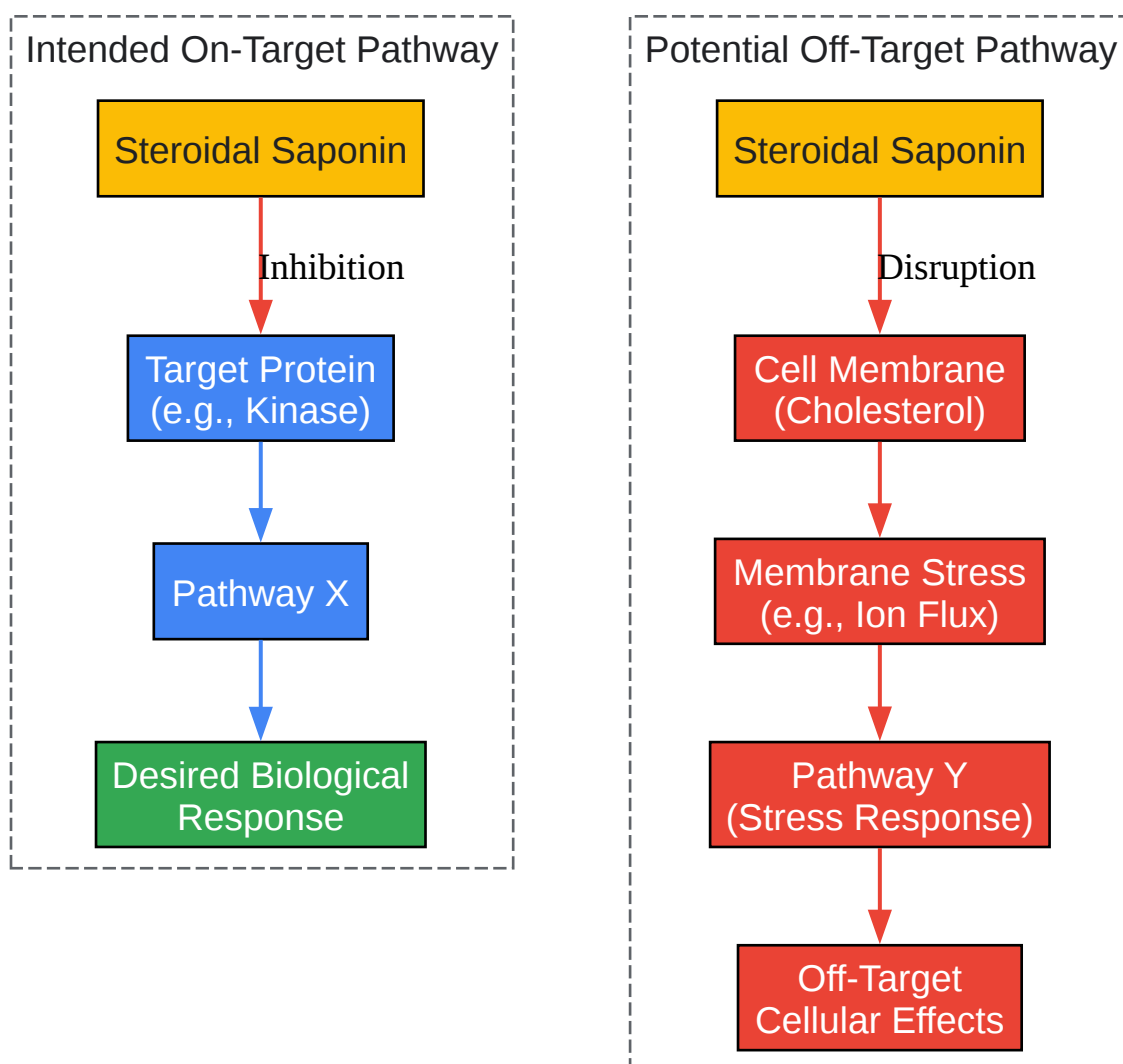 Intended On-Target Pathway
Steroidal Saponin
Inhibition
Target Protein
(e.g., Kinase)
Pathway X
Desired Biological
Response
Potential Off-Target Pathway
Steroidal Saponin
Disruption
Cell Membrane
(Cholesterol)
Membrane Stress
(e.g., Ion Flux)
Pathway Y
(Stress Response)
Off-Target
Cellular Effects